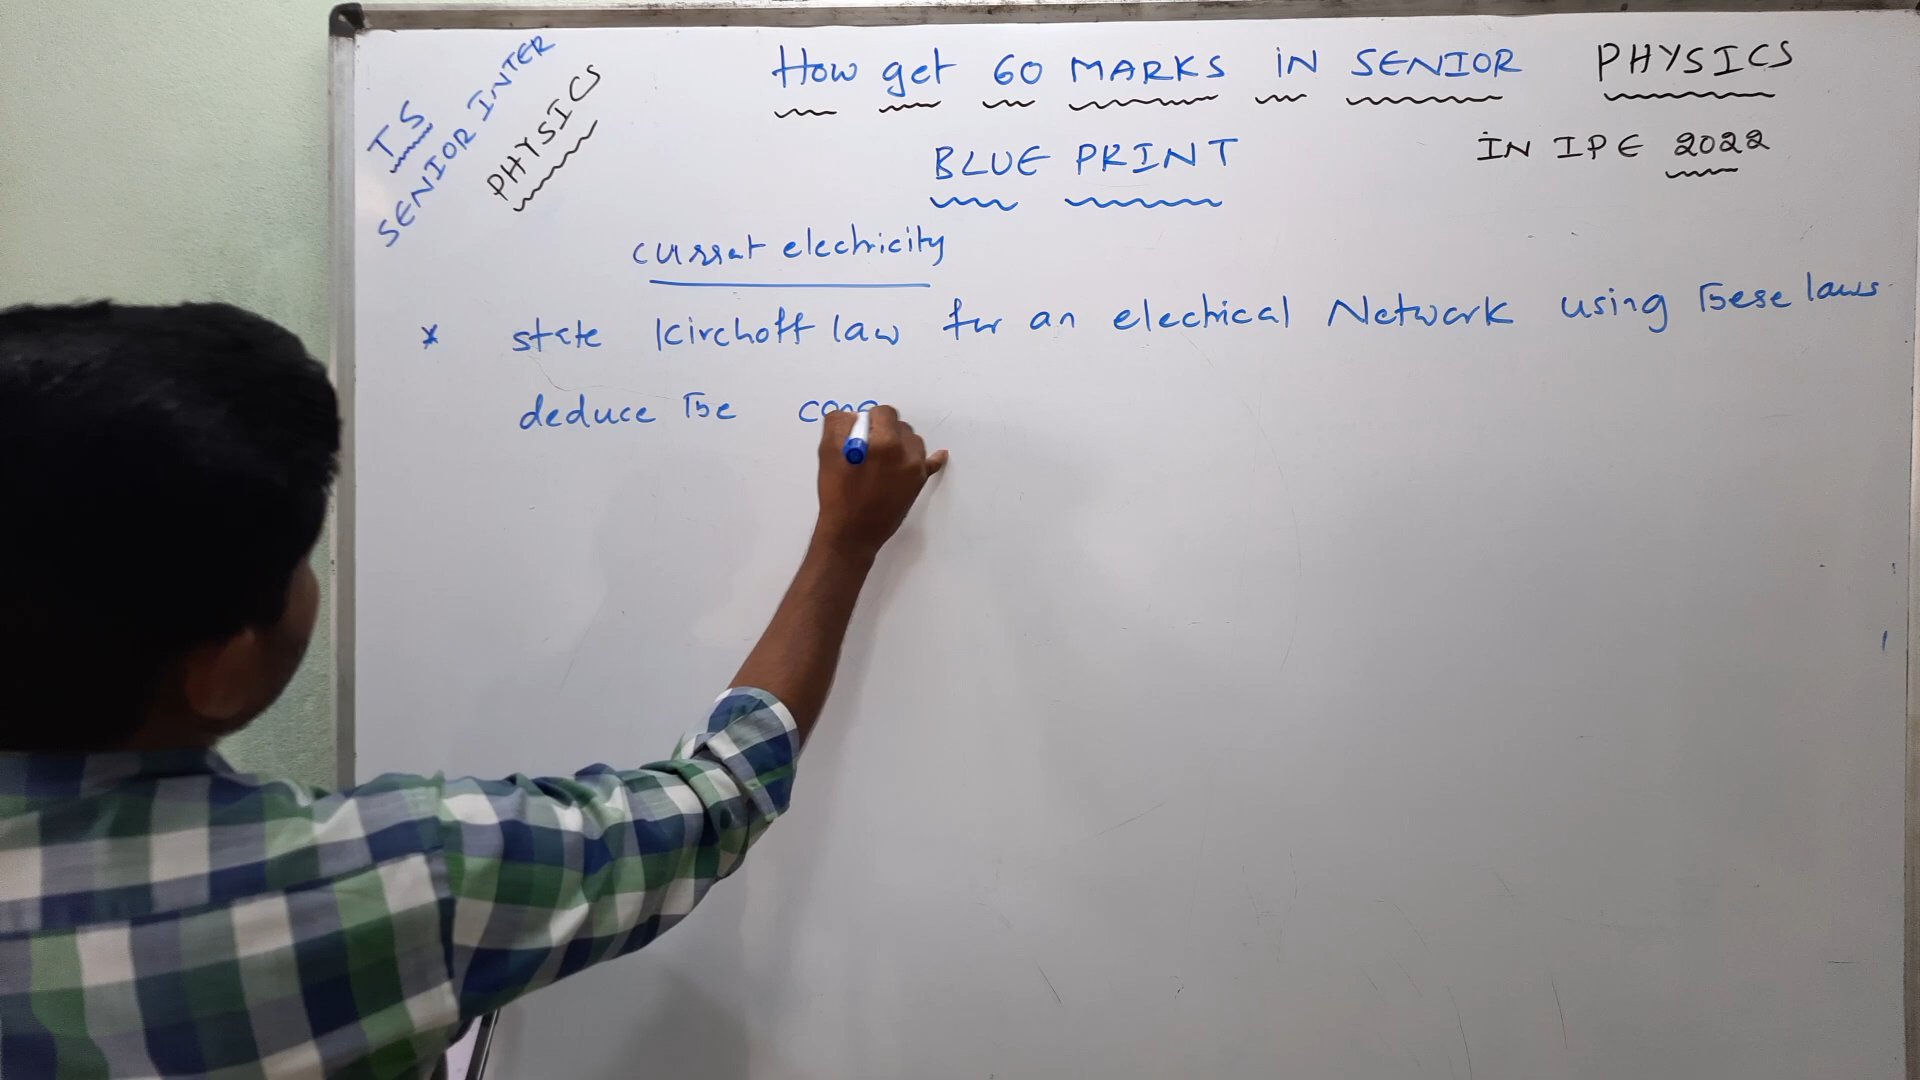 TS
SENIOR INTER
PHYSICS
How get 60 MARKS iN SENIOR PHYSICS
BLUE PRINT
iN IPE 2022
current electricity
* state Kirchoff law for an electrical Network using these laws
deduce the